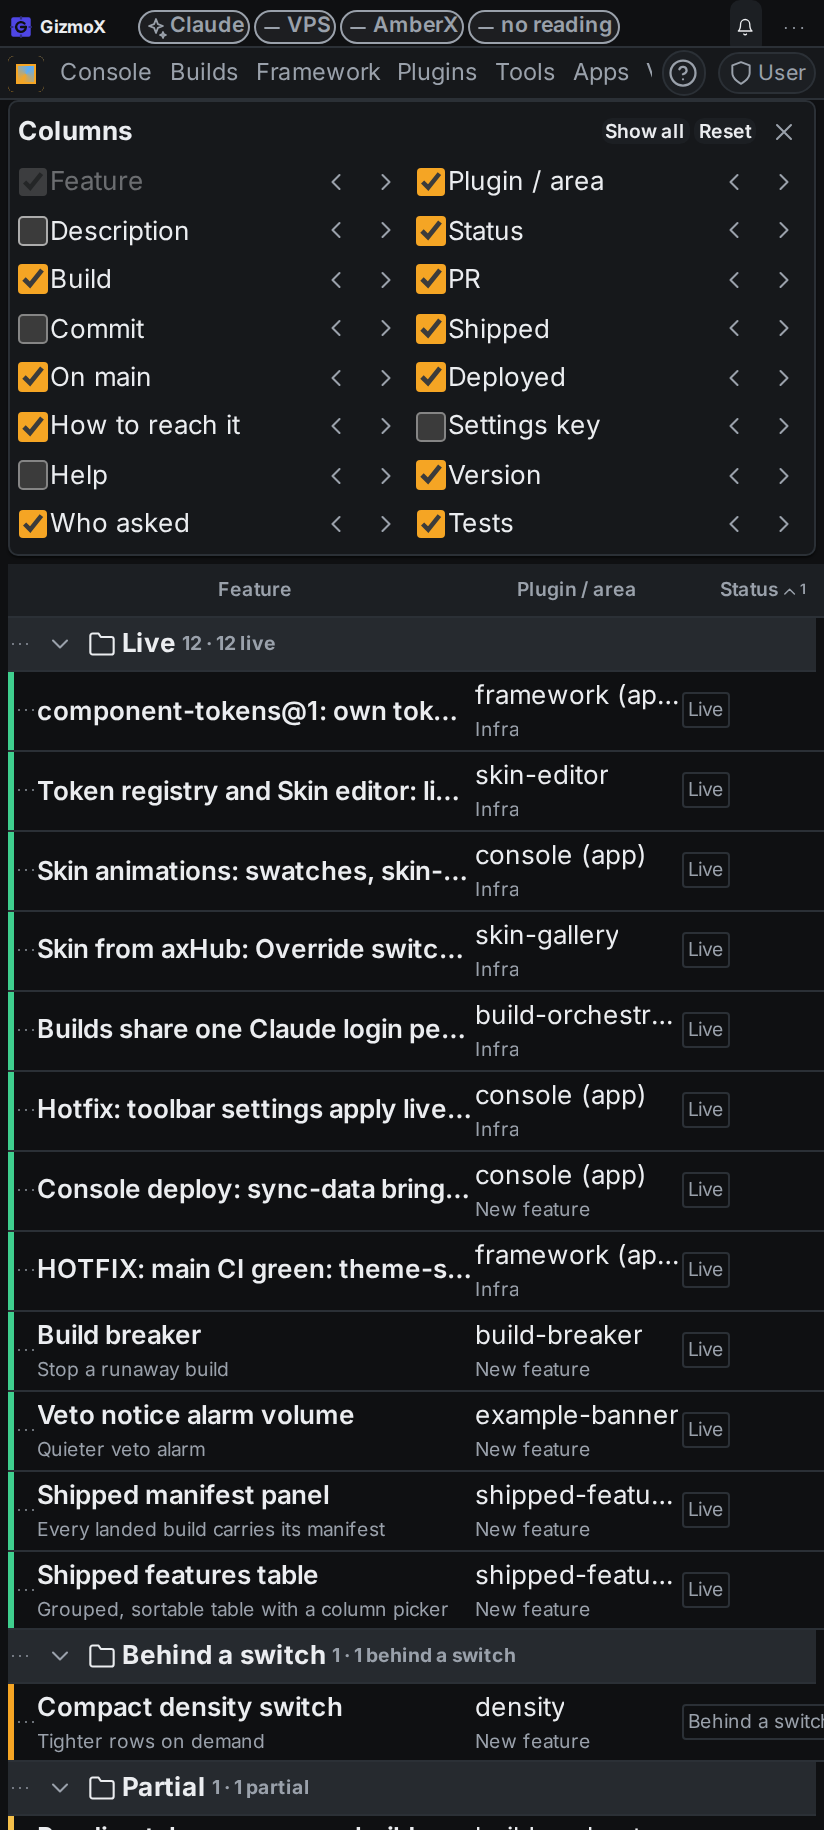 GizmoX Claude — VPS — AmberX — no reading ...
Console Builds Framework Plugins Tools Apps User
Columns Show all Reset
Feature Plugin / area
Description Status
Build PR
Commit Shipped
On main Deployed
How to reach it Settings key
Help Version
Who asked Tests
Feature Plugin / area Status 1
Live 12 · 12 live
component-tokens@1: own tok... framework (ap... Live
Infra
Token registry and Skin editor: li... skin-editor Live
Infra
Skin animations: swatches, skin-... console (app) Live
Infra
Skin from axHub: Override switc... skin-gallery Live
Infra
Builds share one Claude login pe... build-orchestr... Live
Infra
Hotfix: toolbar settings apply live... console (app) Live
Infra
Console deploy: sync-data bring... console (app) Live
New feature
HOTFIX: main CI green: theme-s... framework (ap... Live
Infra
Build breaker build-breaker Live
Stop a runaway build New feature
Veto notice alarm volume example-banner Live
Quieter veto alarm New feature
Shipped manifest panel shipped-featu... Live
Every landed build carries its manifest New feature
Shipped features table shipped-featu... Live
Grouped, sortable table with a column picker New feature
Behind a switch 1 · 1 behind a switch
Compact density switch density Behind a switch
Tighter rows on demand New feature
Partial 1 · 1 partial